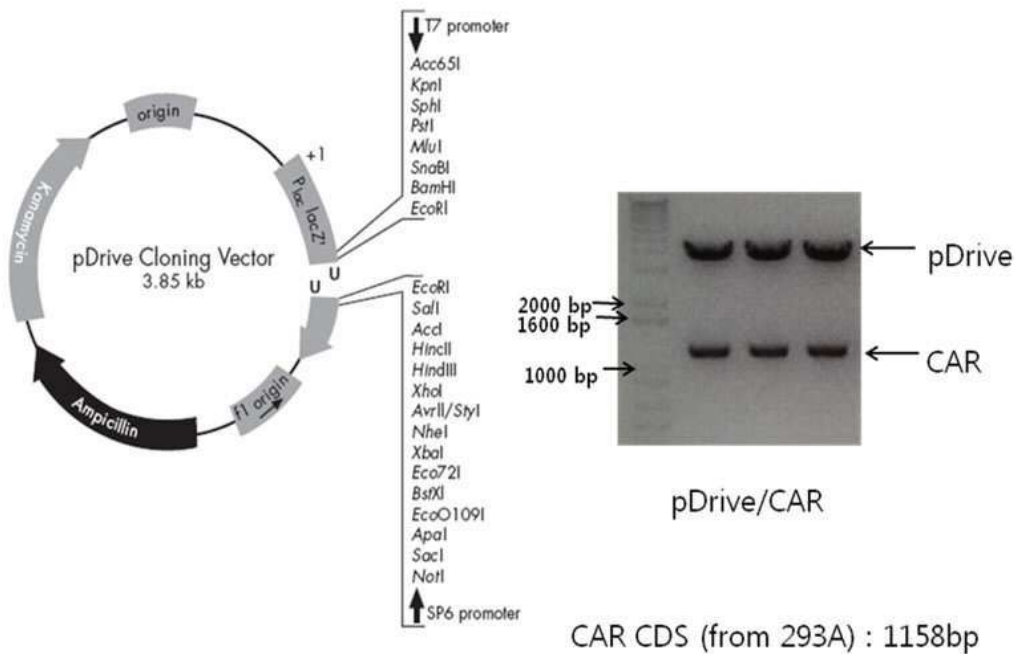 T7 promoter
Acc65I
KpnI
SphI
PstI
MluI
SnaBI
BamHI
EcoRI
origin
+1
Plac lacZ'
Kanamycin
pDrive Cloning Vector
3.85 kb
U
U
EcoRI
SalI
AccI
HincII
HindIII
XhoI
AvrII/StyI
NheI
XbaI
Eco72I
BstXI
EcoO109I
ApaI
SacI
NotI
SP6 promoter
f1 origin
Ampicillin
pDrive
2000 bp
1600 bp
CAR
1000 bp
pDrive/CAR
CAR CDS (from 293A) : 1158bp